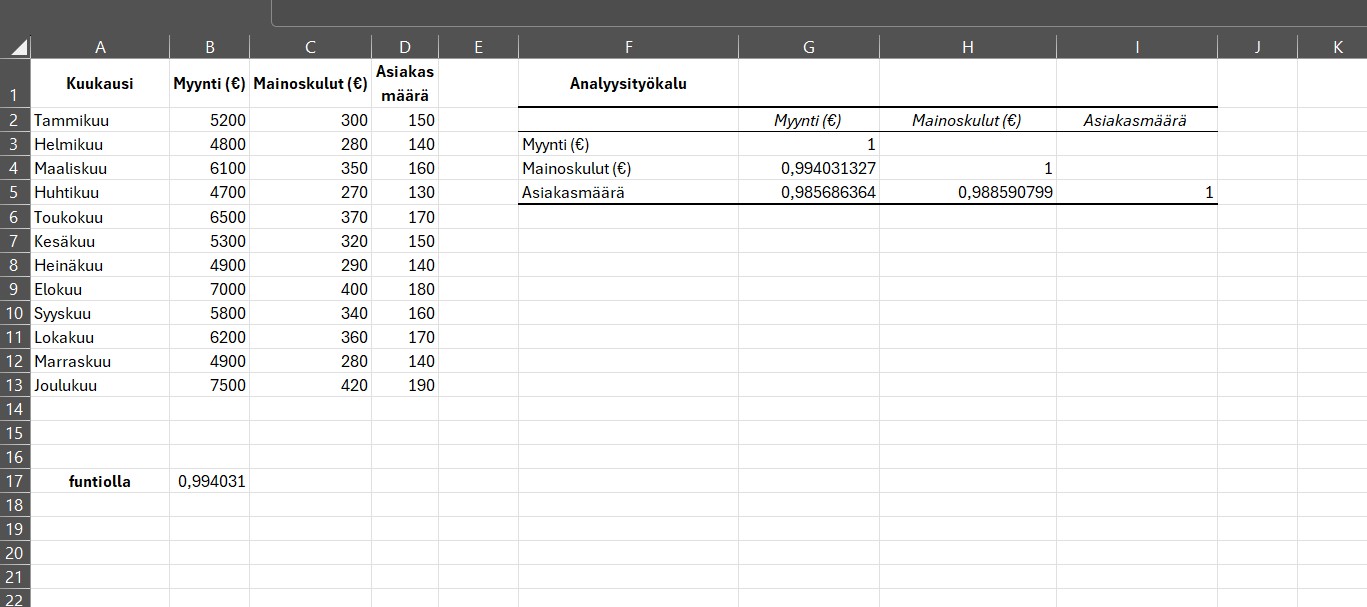 A B C D E F G H I J K
1 Kuukausi Myynti (€) Mainoskulut (€) Asiakas määrä Analyysityökalu
2 Tammikuu 5200 300 150 Myynti (€) Mainoskulut (€) Asiakasmäärä
3 Helmikuu 4800 280 140 Myynti (€) 1
4 Maaliskuu 6100 350 160 Mainoskulut (€) 0,994031327 1
5 Huhtikuu 4700 270 130 Asiakasmäärä 0,985686364 0,988590799 1
6 Toukokuu 6500 370 170
7 Kesäkuu 5300 320 150
8 Heinäkuu 4900 290 140
9 Elokuu 7000 400 180
10 Syyskuu 5800 340 160
11 Lokakuu 6200 360 170
12 Marraskuu 4900 280 140
13 Joulukuu 7500 420 190
14
15
16
17 funtiolla 0,994031
18
19
20
21
22